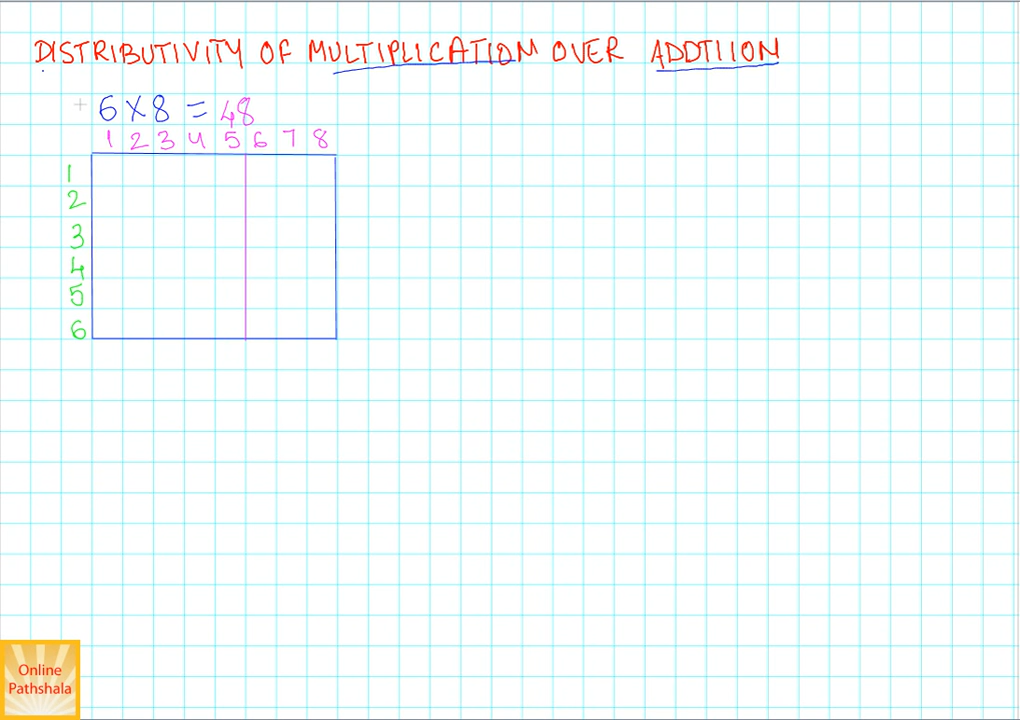 DISTRIBUTIVITY OF MULTIPLICATION OVER ADDTIION
6 × 8 = 48
1 2 3 4 5 6 7 8
1
2
3
4
5
6
Online
Pathshala